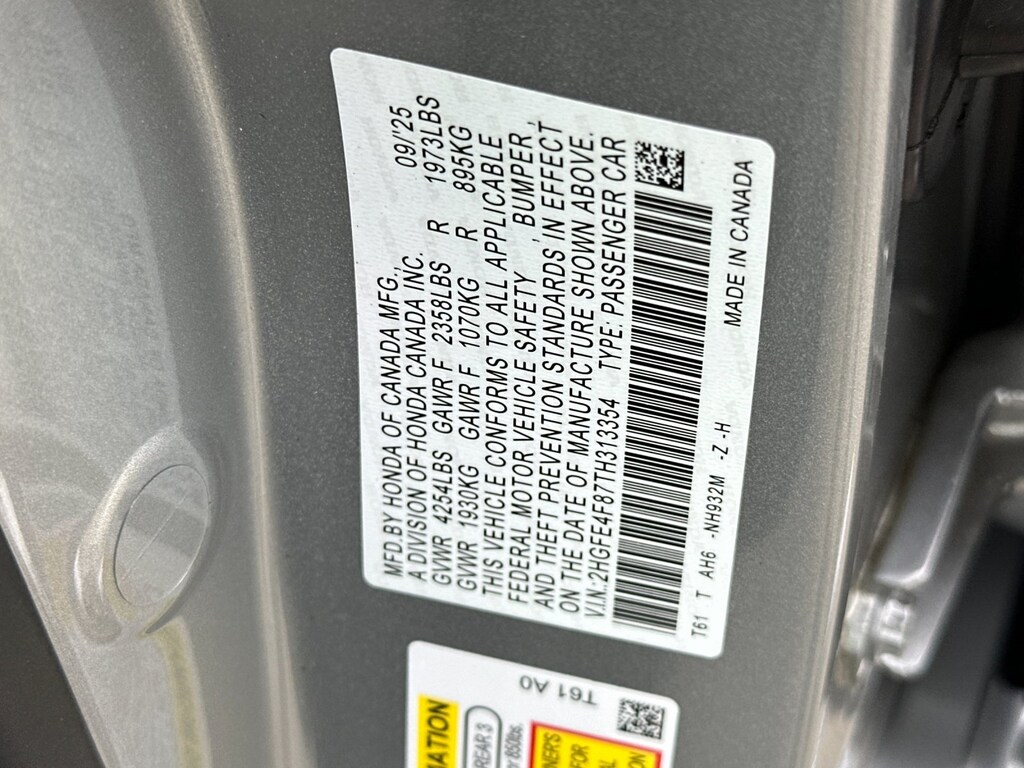 MFD.BY HONDA OF CANADA MFG., 09/'25
A DIVISION OF HONDA CANADA INC.
GVWR 4254LBS GAWR F 2358LBS R 1973LBS
GVWR 1930KG GAWR F 1070KG R 895KG
THIS VEHICLE CONFORMS TO ALL APPLICABLE
FEDERAL MOTOR VEHICLE SAFETY , BUMPER ,
AND THEFT PREVENTION STANDARDS IN EFFECT
ON THE DATE OF MANUFACTURE SHOWN ABOVE.
V.I.N.:2HGFE4F87TH313354 TYPE: PASSENGER CAR
T61 T AH6 -NH932M -Z -H
MADE IN CANADA
T61 A0
REAR 3